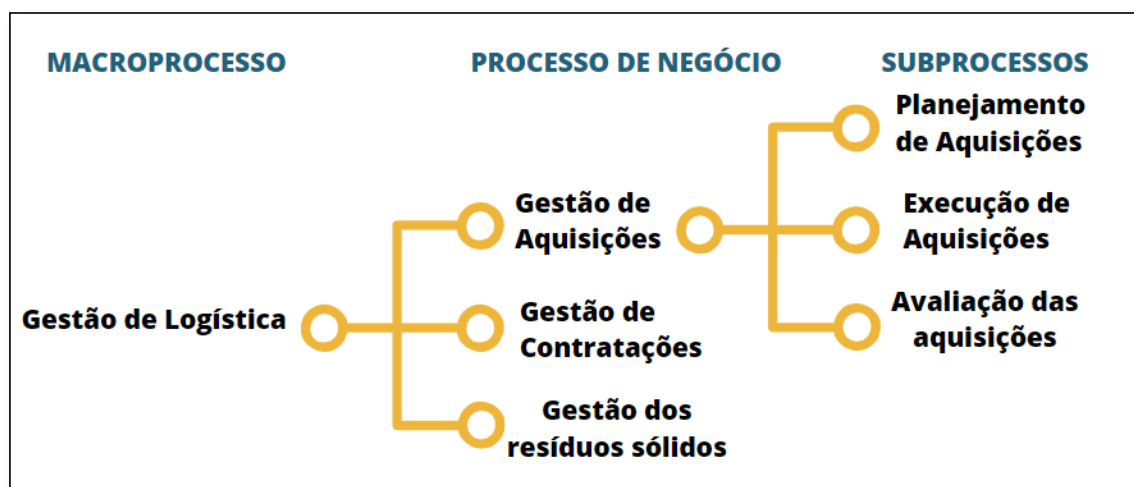 MACROPROCESSO
PROCESSO DE NEGÓCIO
SUBPROCESSOS
Gestão de Logística
Gestão de
Aquisições
Gestão de
Contratações
Gestão dos
resíduos sólidos
Planejamento
de Aquisições
Execução de
Aquisições
Avaliação das
aquisições